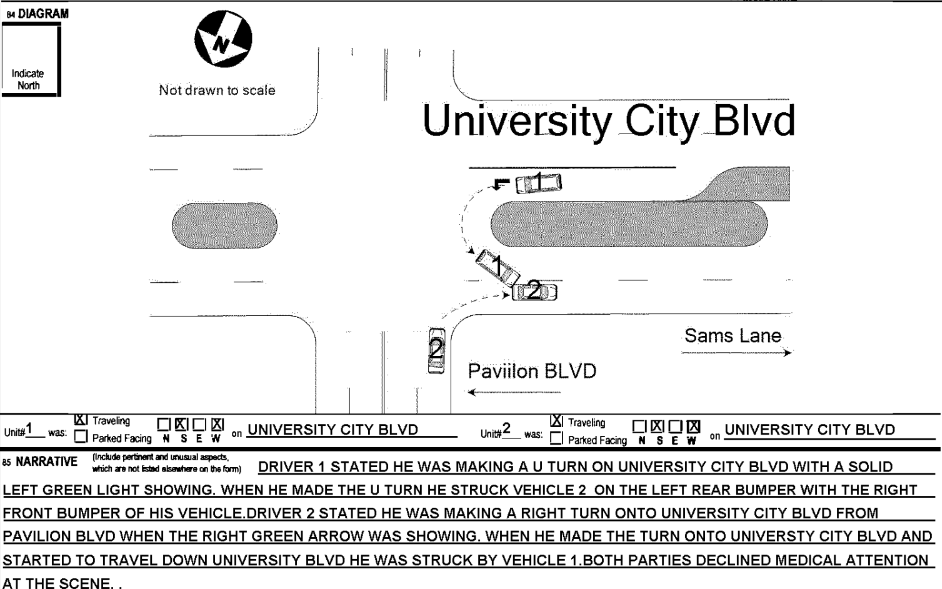 84 DIAGRAM
Indicate
North
N
Not drawn to scale
University City Blvd
1
1
2
2
Sams Lane
Paviilon BLVD
Unit# 1 was: X Traveling Parked Facing N S E W X X on UNIVERSITY CITY BLVD Unit# 2 was: X Traveling Parked Facing N S E W X X on UNIVERSITY CITY BLVD
85 NARRATIVE (Include pertinent and unusual aspects, which are not listed elsewhere on the form) DRIVER 1 STATED HE WAS MAKING A U TURN ON UNIVERSITY CITY BLVD WITH A SOLID
LEFT GREEN LIGHT SHOWING. WHEN HE MADE THE U TURN HE STRUCK VEHICLE 2 ON THE LEFT REAR BUMPER WITH THE RIGHT
FRONT BUMPER OF HIS VEHICLE.DRIVER 2 STATED HE WAS MAKING A RIGHT TURN ONTO UNIVERSITY CITY BLVD FROM
PAVILION BLVD WHEN THE RIGHT GREEN ARROW WAS SHOWING. WHEN HE MADE THE TURN ONTO UNIVERSTY CITY BLVD AND
STARTED TO TRAVEL DOWN UNIVERSITY BLVD HE WAS STRUCK BY VEHICLE 1.BOTH PARTIES DECLINED MEDICAL ATTENTION
AT THE SCENE. .